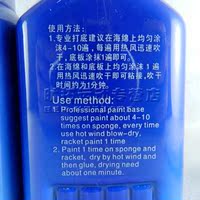 使用方法:
1.专业打底建议在海绵上均匀涂
沫4-10遍,每遍用热风迅速吹
干,底板涂抹1遍即可。
2.在海绵和底板上均匀涂抹1遍
用热风迅速吹干即可粘接,吹干
时间约为1分钟。
Use method:
1. Professional paint base
suggest paint about 4-10
times on sponge, every time
use hot wind blow-dry,
racket paint 1 time.
2. Paint 1 time on sponge and
racket, dry by hot wind and
then glue, drying need
about one minute.